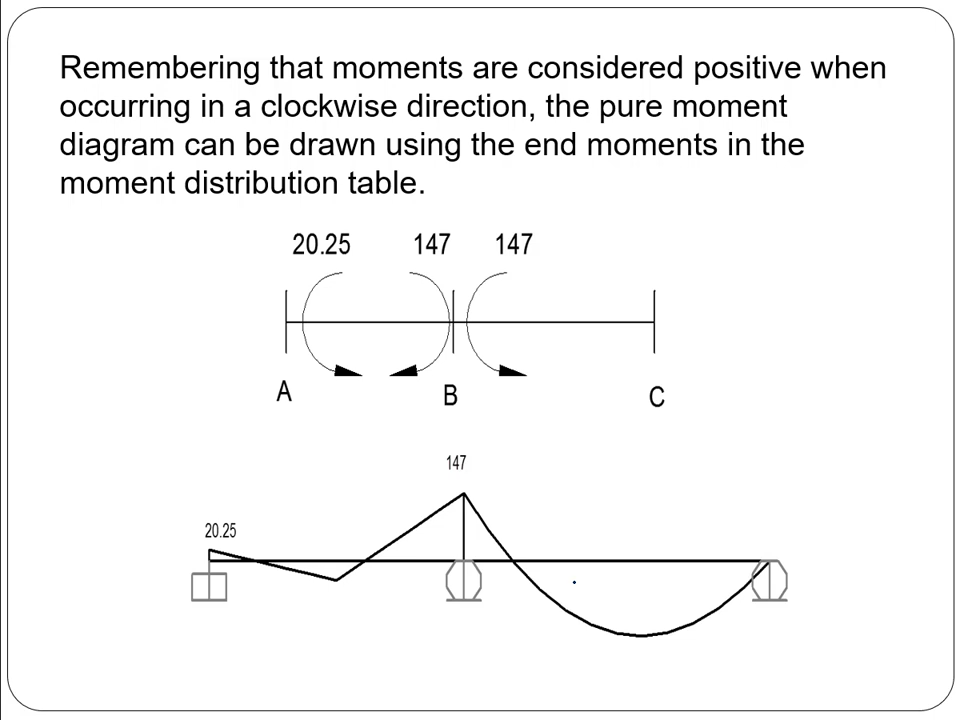 Remembering that moments are considered positive when
occurring in a clockwise direction, the pure moment
diagram can be drawn using the end moments in the
moment distribution table.
20.25 147 147
A B C
147
20.25